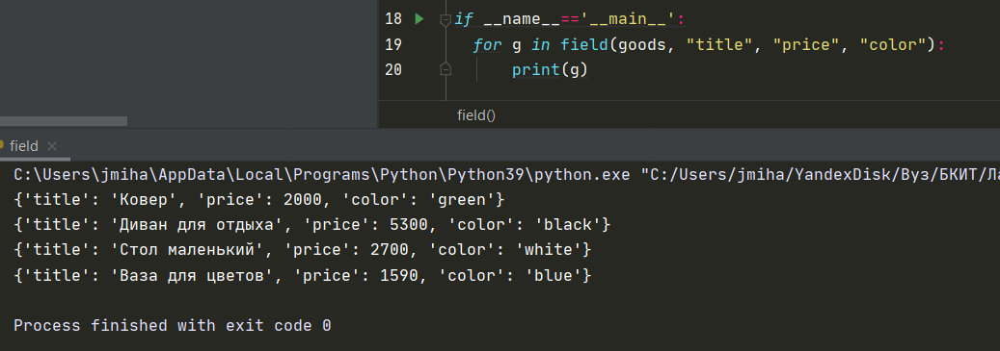 18 if __name__=='__main__':
19 for g in field(goods, "title", "price", "color"):
20 print(g)
field()
field
C:\Users\jmiha\AppData\Local\Programs\Python\Python39\python.exe "C:/Users/jmiha/YandexDisk/Вуз/БКИТ/Ла
{'title': 'Ковер', 'price': 2000, 'color': 'green'}
{'title': 'Диван для отдыха', 'price': 5300, 'color': 'black'}
{'title': 'Стол маленький', 'price': 2700, 'color': 'white'}
{'title': 'Ваза для цветов', 'price': 1590, 'color': 'blue'}
Process finished with exit code 0